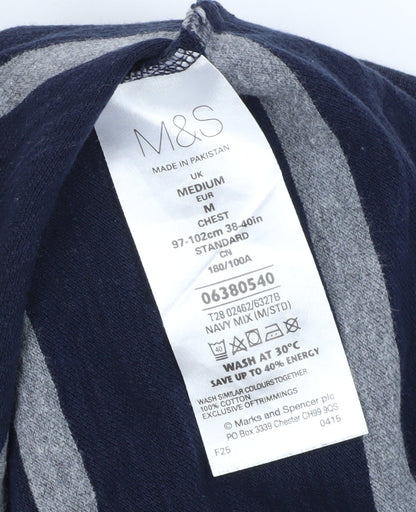 M&S
MADE IN PAKISTAN
UK
MEDIUM
EUR
M
CHEST
97-102cm 38-40in
STANDARD
CN
180/100A
06380540
T28 02462/6327B
NAVY MIX (M/STD)
40
WASH AT 30°C
SAVE UP TO 40% ENERGY
WASH SIMILAR COLOURS TOGETHER
100% COTTON
EXCLUSIVE OF TRIMMINGS
© Marks and Spencer plc
PO Box 3339 Chester CH99 9QS
F25 0415